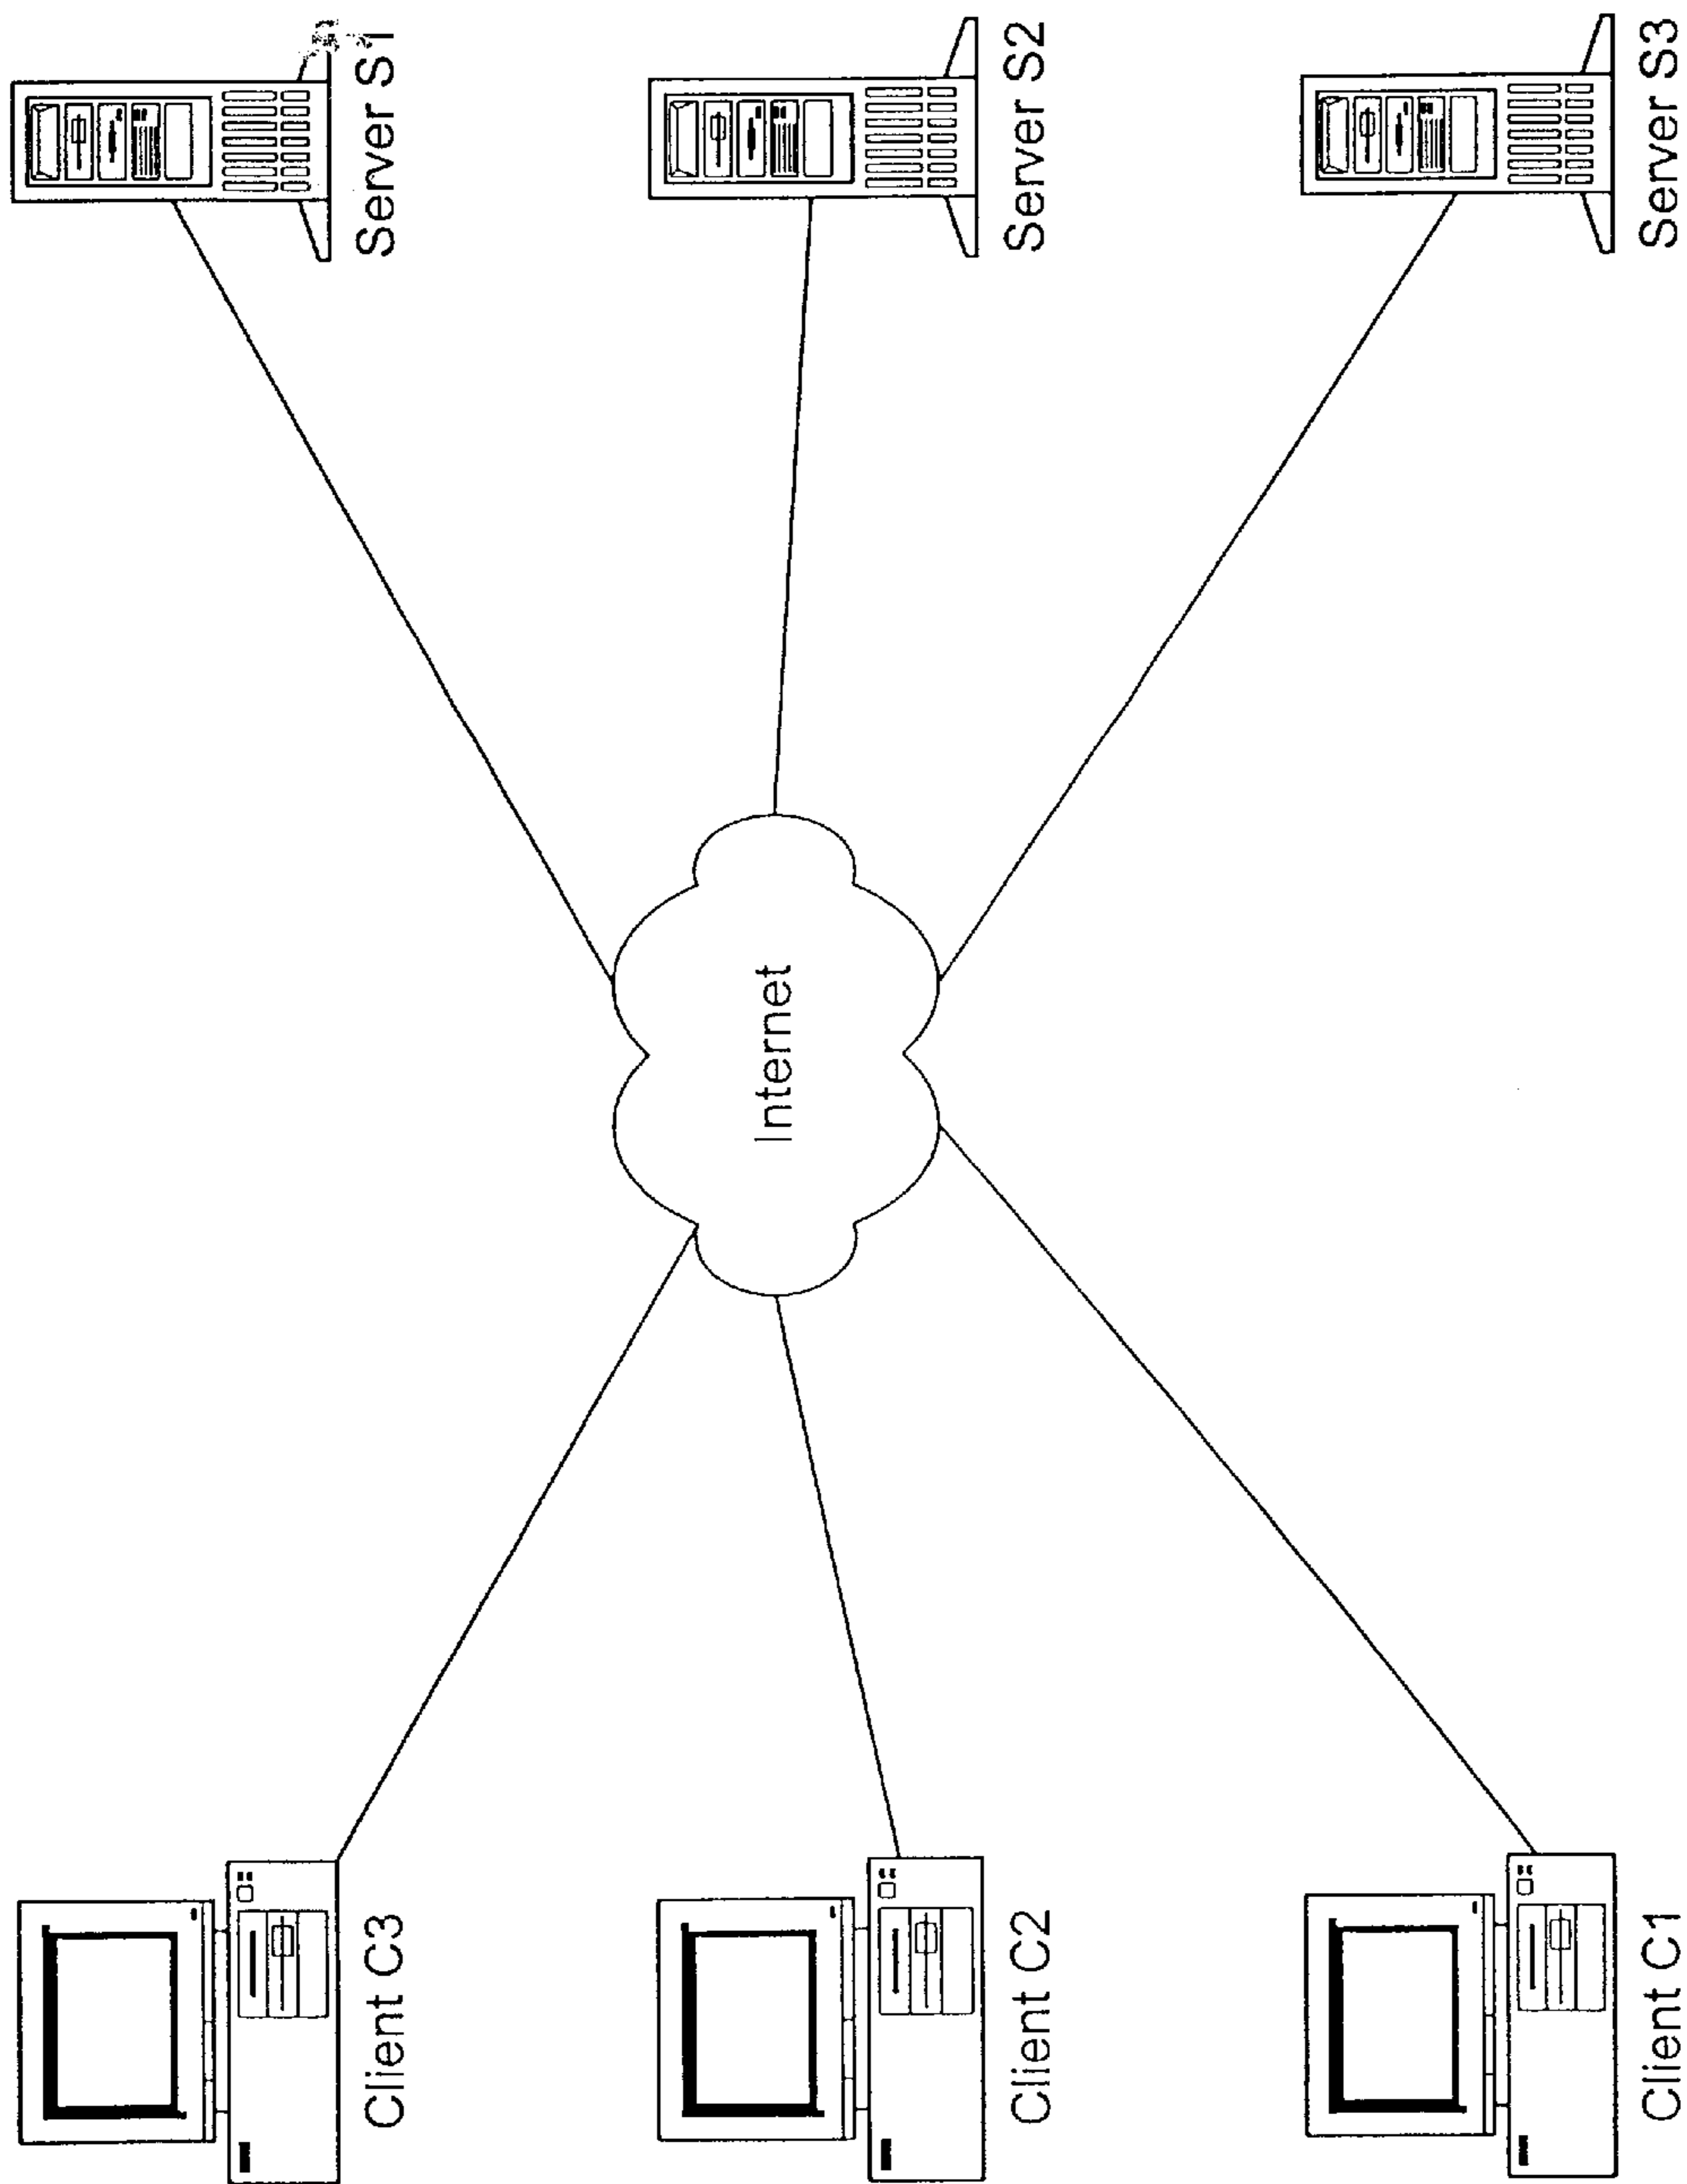 Client C3
Server S1
Client C2
Internet
Server S2
Client C1
Server S3